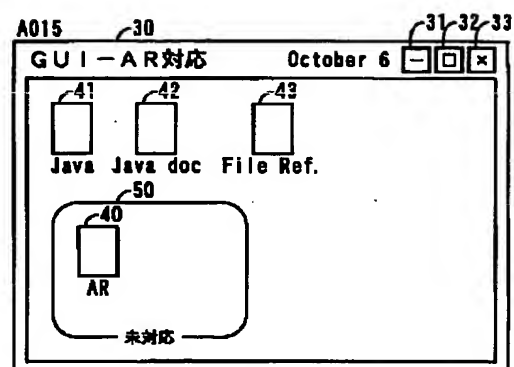 A015 30 31 32 33
GUI-AR対応 October 6 - □ ×
41 42 43
Java Java doc File Ref.
50
40
AR
未対応